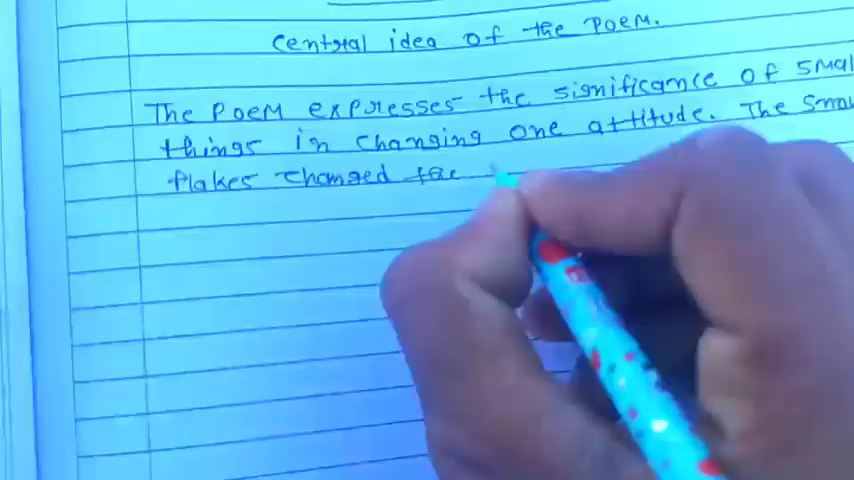 Central idea of the Poem.
The Poem expresses the significance of small
things in changing one attitude. The snow
flakes changed the